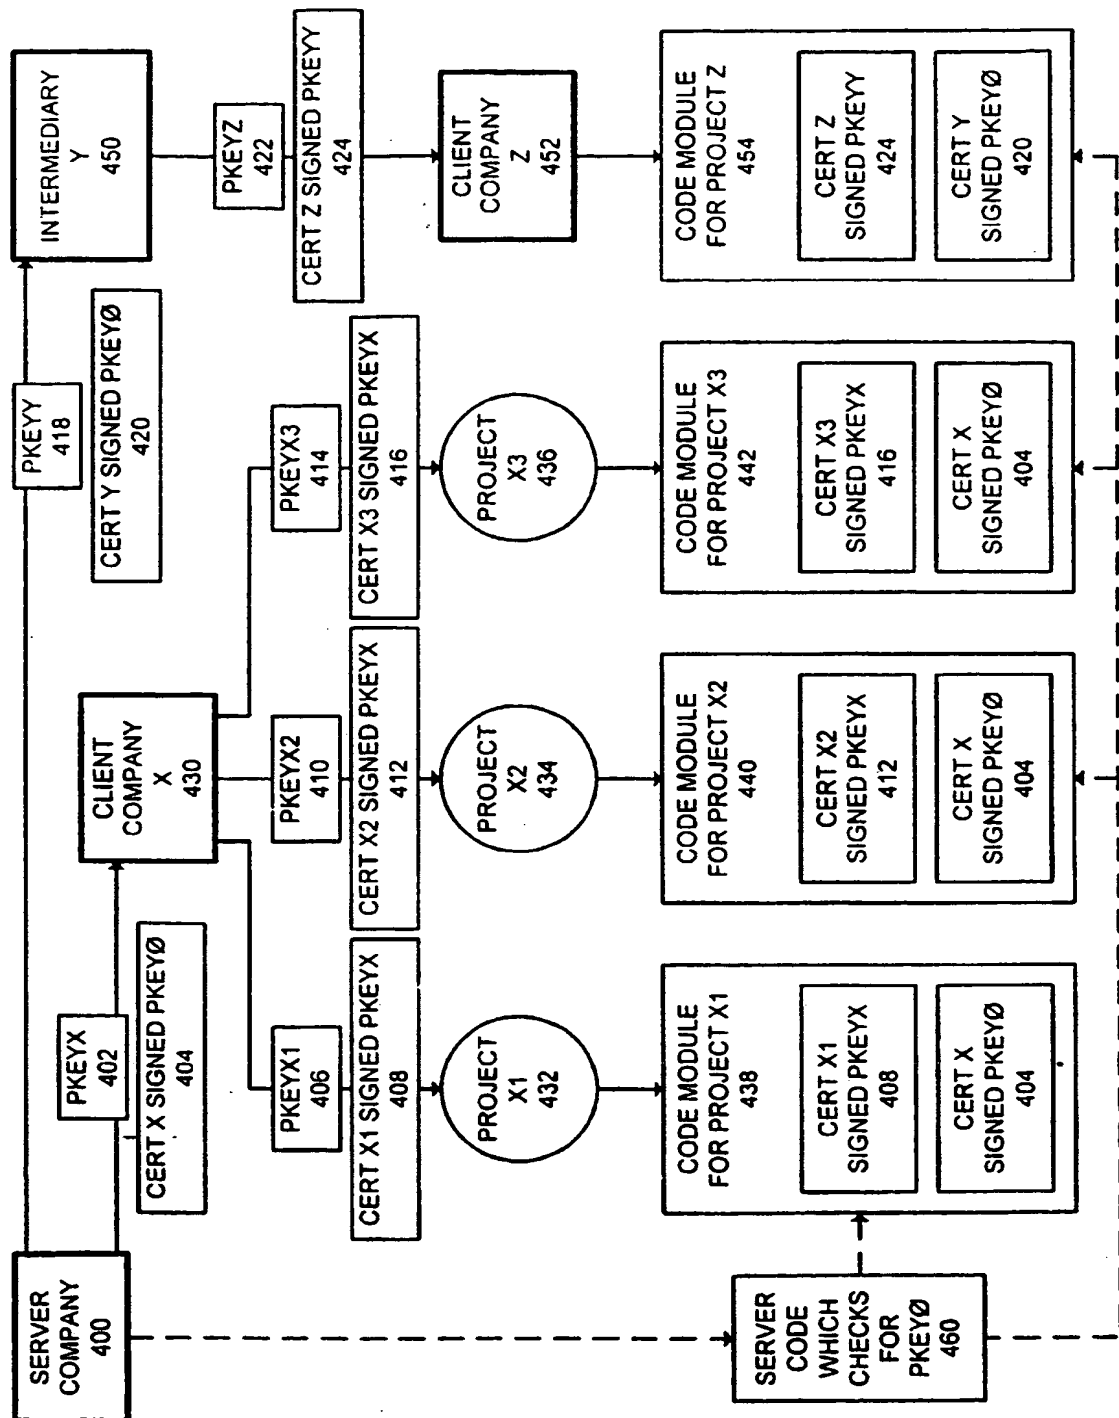 SERVER
COMPANY
400
PKEYX
402
CERT X SIGNED PKEYØ
404
CLIENT
COMPANY
X
430
PKEYY
418
CERT Y SIGNED PKEYØ
420
INTERMEDIARY
Y
450
PKEYX1
406
CERT X1 SIGNED PKEYX
408
PKEYX2
410
CERT X2 SIGNED PKEYX
412
PKEYX3
414
CERT X3 SIGNED PKEYX
416
PKEYZ
422
CERT Z SIGNED PKEYY
424
PROJECT
X1
432
PROJECT
X2
434
PROJECT
X3
436
CLIENT
COMPANY
Z
452
SERVER
CODE
WHICH
CHECKS
FOR
PKEYØ
460
CODE MODULE
FOR PROJECT X1
438
CERT X1
SIGNED PKEYX
408
CERT X
SIGNED PKEYØ
404
CODE MODULE
FOR PROJECT X2
440
CERT X2
SIGNED PKEYX
412
CERT X
SIGNED PKEYØ
404
CODE MODULE
FOR PROJECT X3
442
CERT X3
SIGNED PKEYX
416
CERT X
SIGNED PKEYØ
404
CODE MODULE
FOR PROJECT Z
454
CERT Z
SIGNED PKEYY
424
CERT Y
SIGNED PKEYØ
420